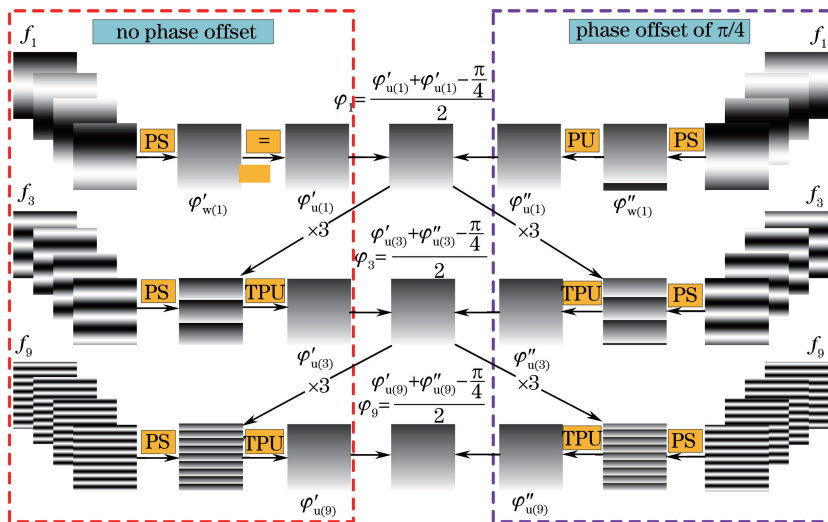 no phase offset
phase offset of π/4
f1
f1
φ1=(φ′u(1)+φ′u(1)−π/4)/2
PS
=
PU
PS
φ′w(1)
φ′u(1)
φ″u(1)
φ″w(1)
f3
f3
×3
×3
φ3=(φ′u(3)+φ″u(3)−π/4)/2
PS
TPU
TPU
PS
φ′u(3)
φ″u(3)
f9
f9
×3
×3
φ9=(φ′u(9)+φ″u(9)−π/4)/2
PS
TPU
TPU
PS
φ′u(9)
φ″u(9)